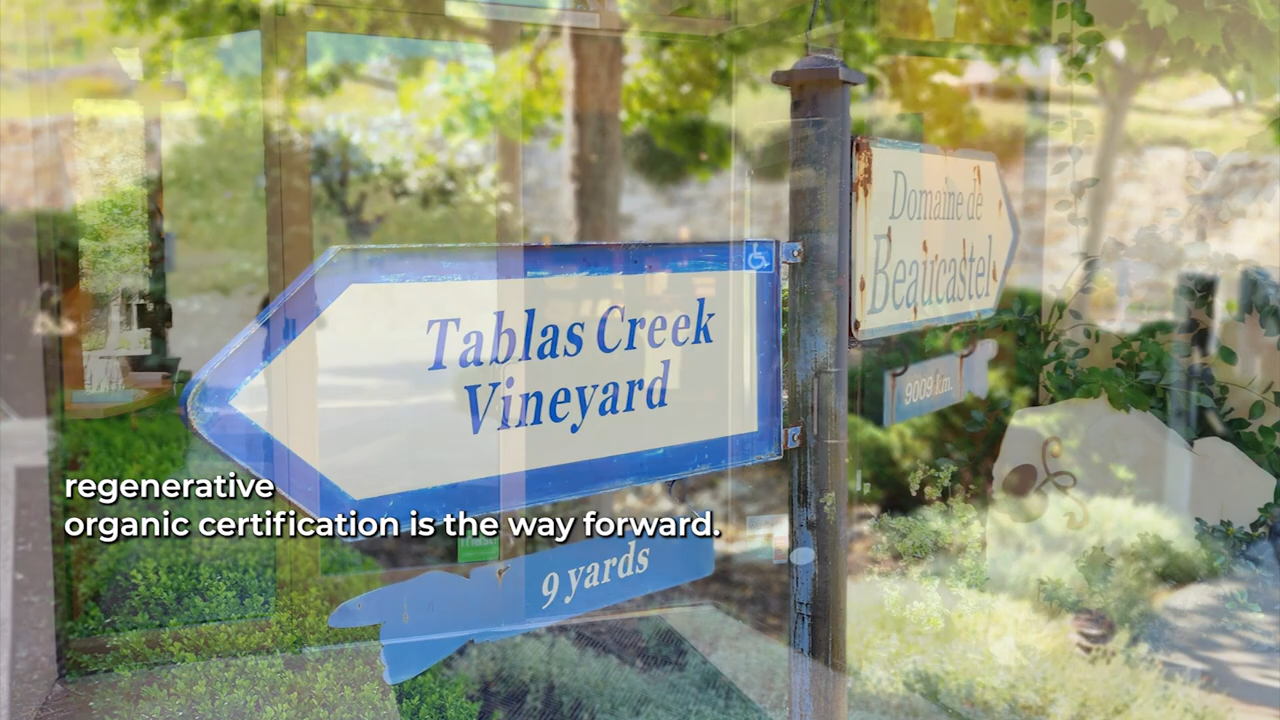 Tablas Creek
Vineyard
9 yards
Domaine de
Beaucastel
9009 km.
regenerative
organic certification is the way forward.